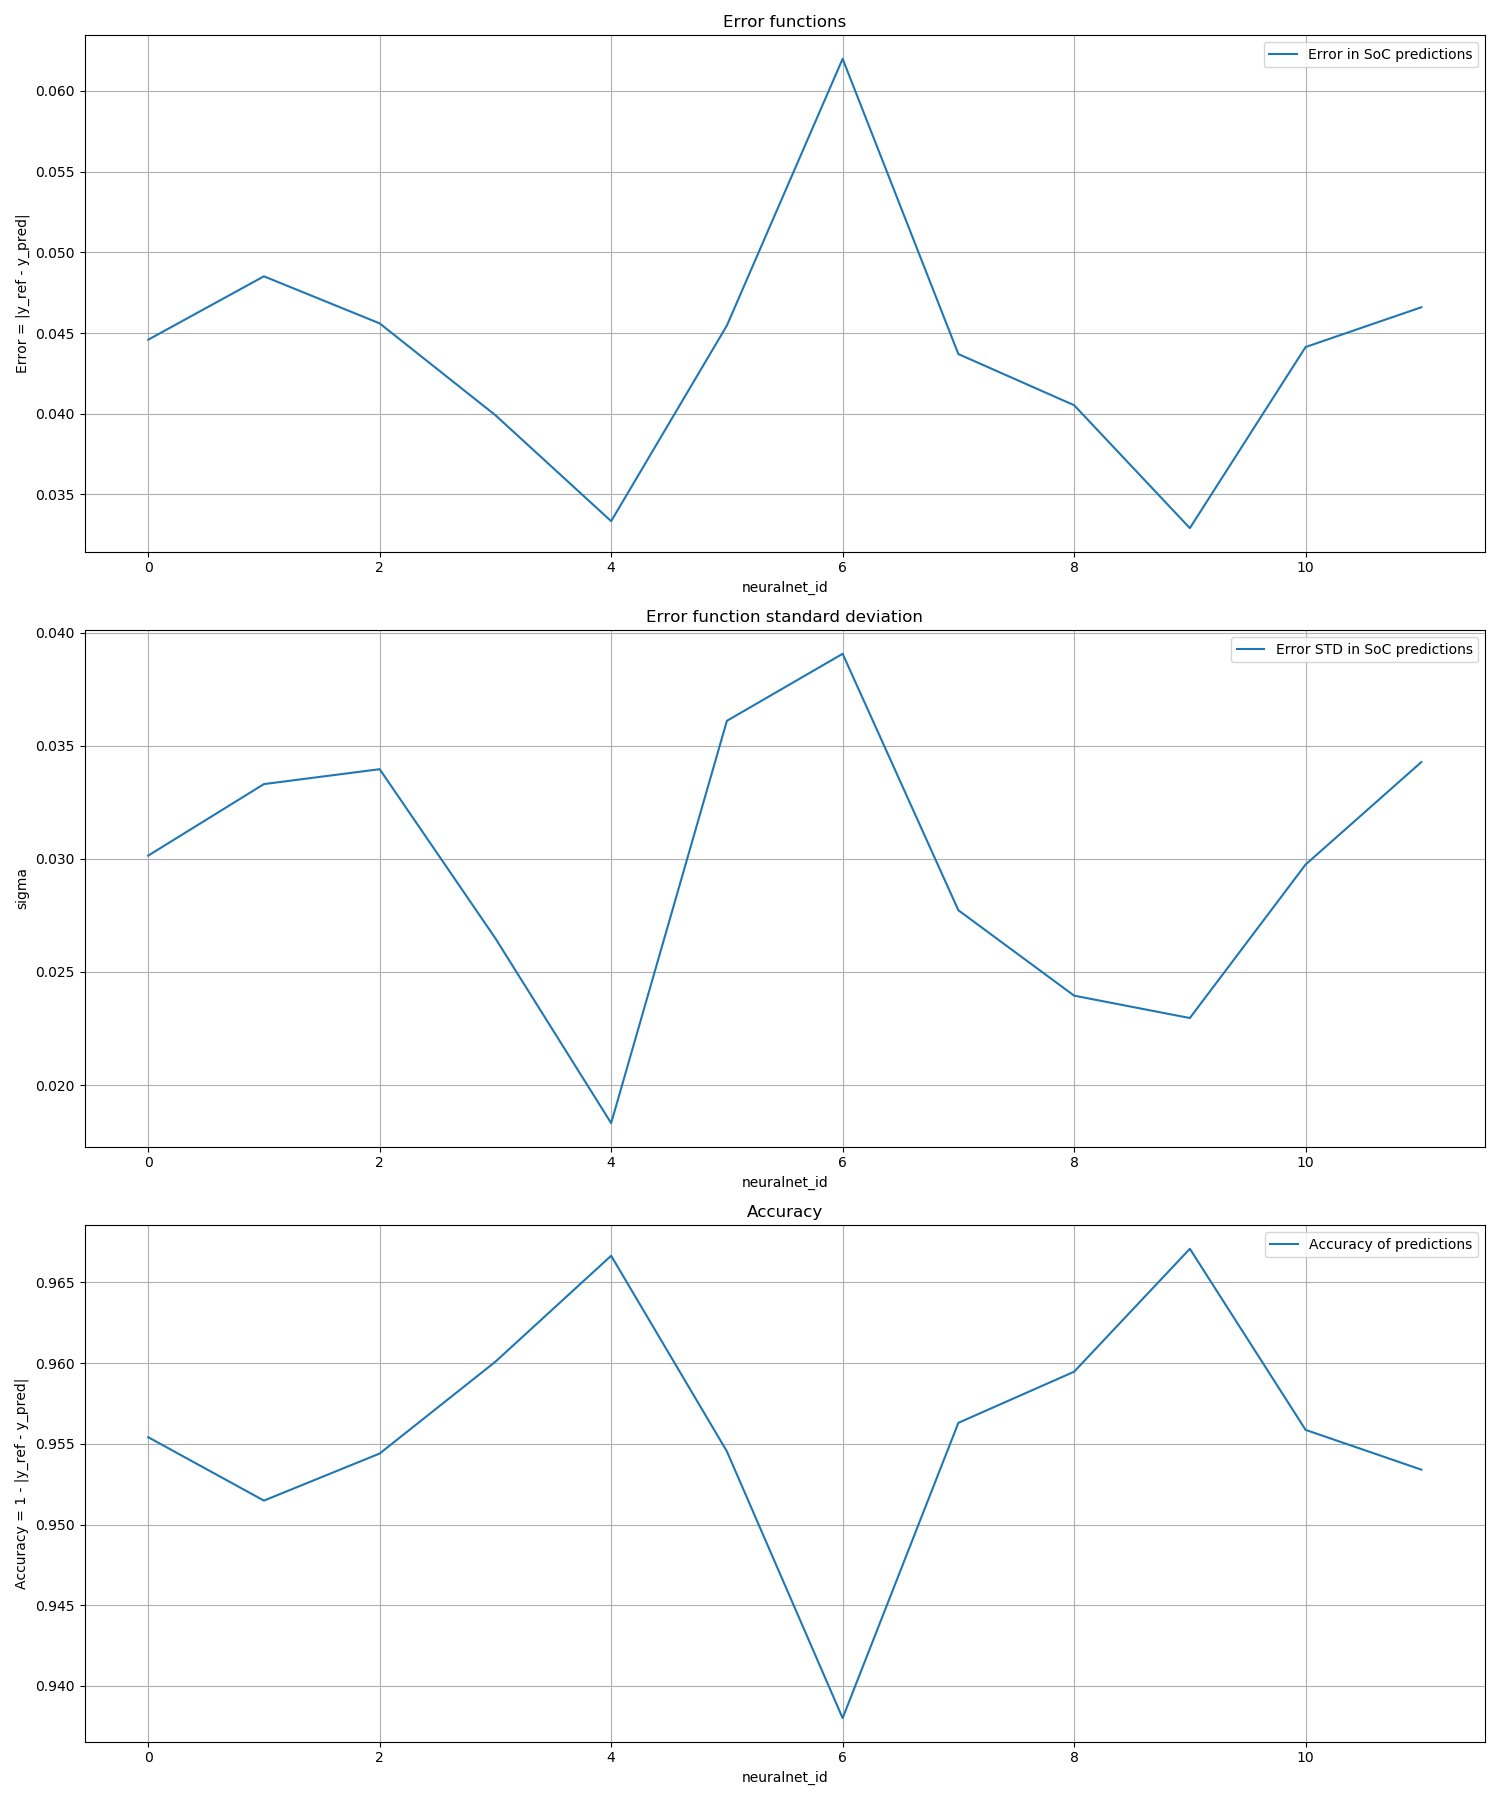 Error functions
Error in SoC predictions
0.060
0.055
0.050
0.045
0.040
0.035
Error = |y_ref - y_pred|
0 2 4 6 8 10
neuralnet_id
Error function standard deviation
Error STD in SoC predictions
0.040
0.035
0.030
0.025
0.020
sigma
0 2 4 6 8 10
neuralnet_id
Accuracy
Accuracy of predictions
0.965
0.960
0.955
0.950
0.945
0.940
Accuracy = 1 - |y_ref - y_pred|
0 2 4 6 8 10
neuralnet_id